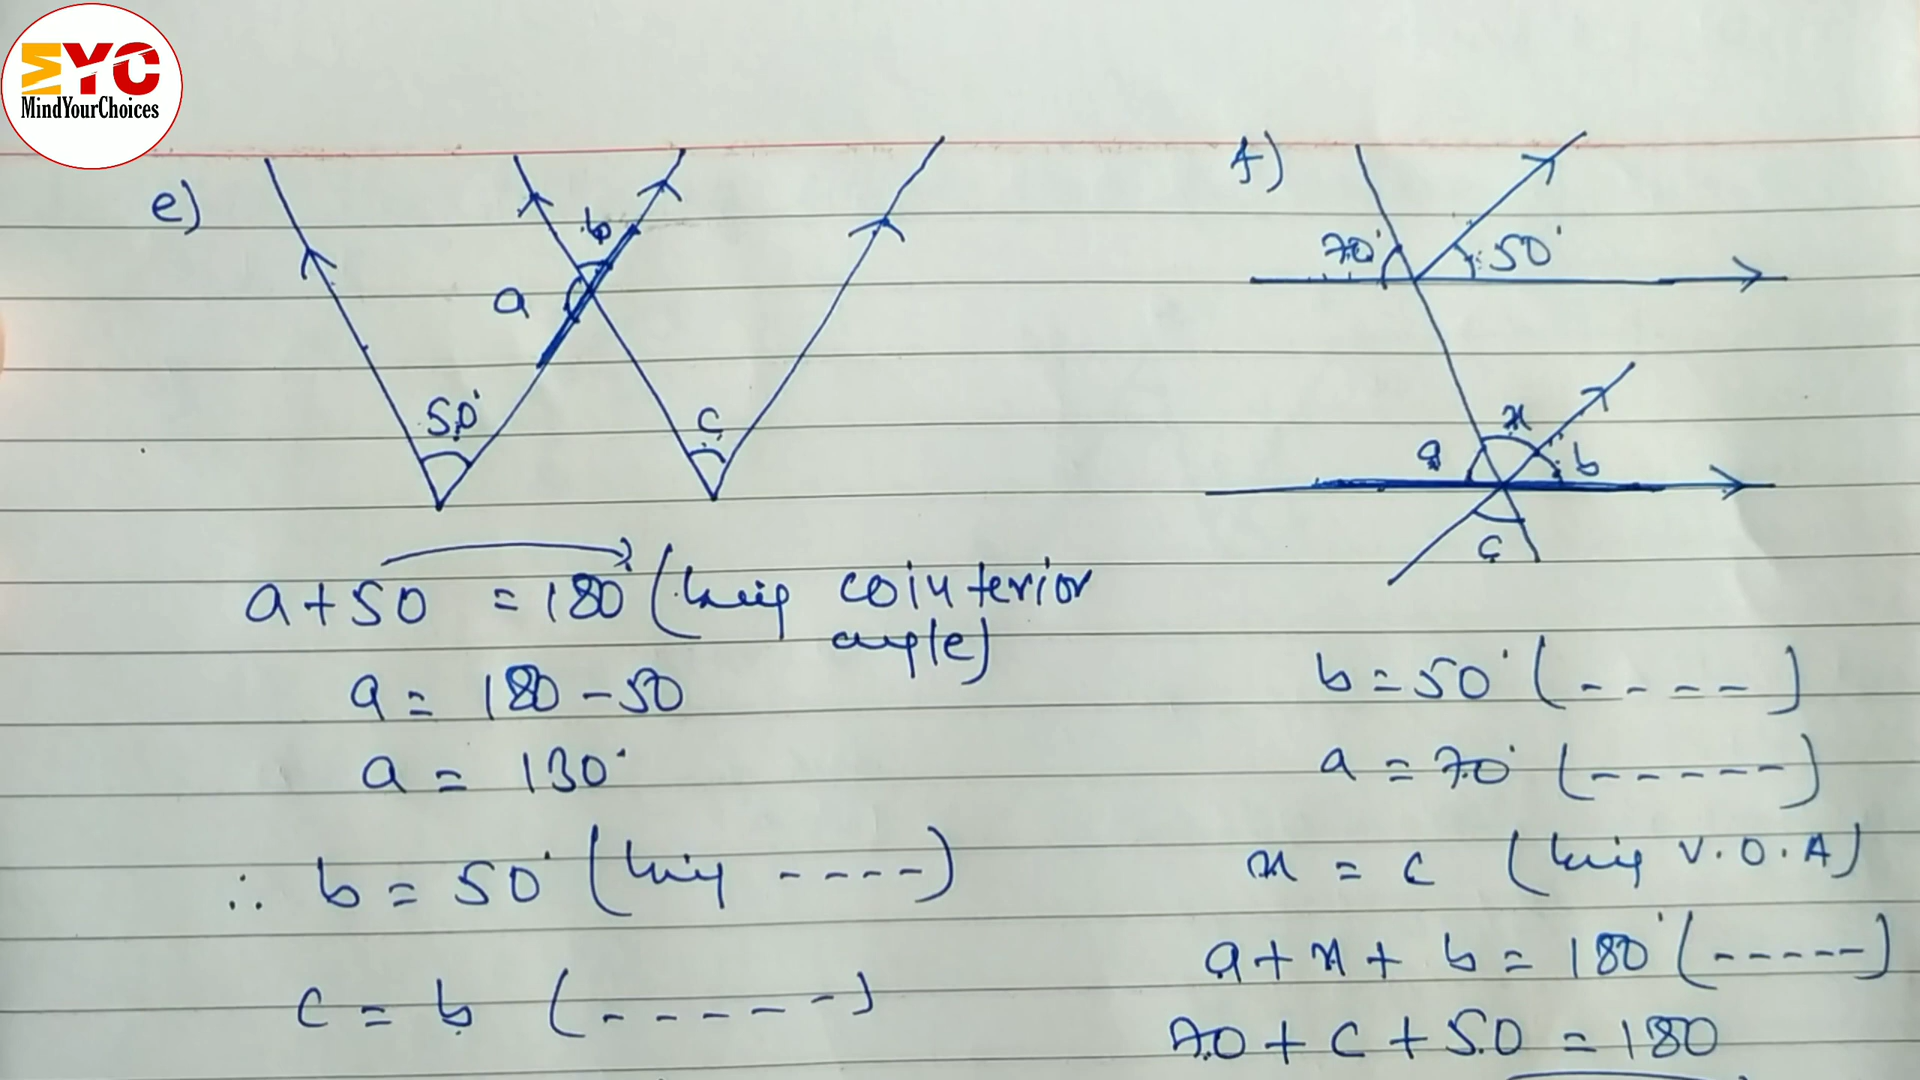 MYC
MindYourChoices
e)
b
a
50°
c
a + 50 = 180° (being cointerior
angle)
a = 180 - 50
a = 130°
∴ b = 50° (being ----)
c = b (------)
f)
70°
50°
x
a
b
c
b = 50° (----)
a = 70° (-----)
x = c (being V.O.A)
a + x + b = 180° (-----)
70 + c + 50 = 180